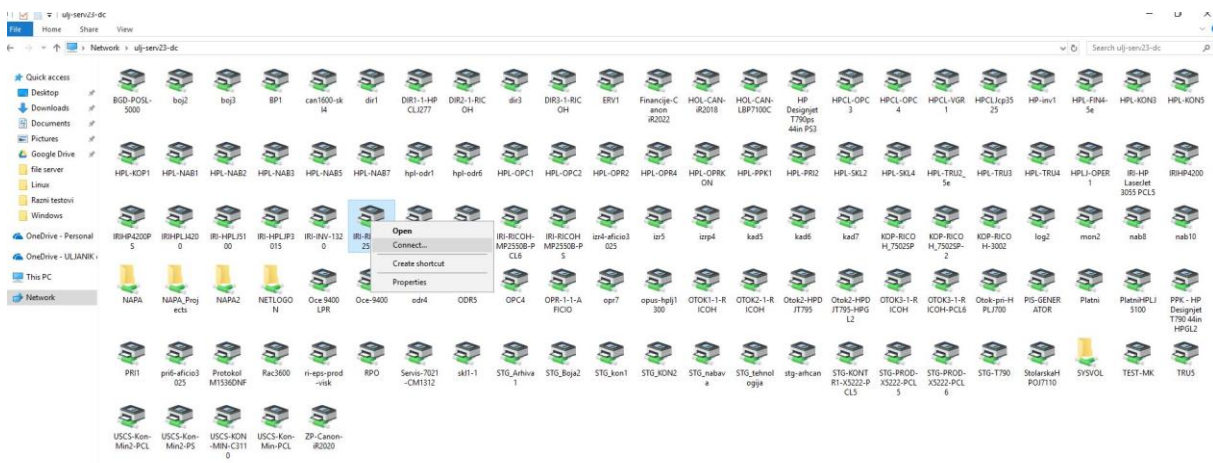 ulj-serv23-dc
File Home Share View
Network › ulj-serv23-dc
Search ulj-serv23-dc
Quick access
Desktop
Downloads
Documents
Pictures
Google Drive
file server
Linux
Razni testovi
Windows
OneDrive - Personal
OneDrive - ULJANIK
This PC
Network
BGD-POSL- boj2 boj3 BP1 can1600-sk dir1 DIR1-1-HP DIR2-1-RIC dir3 DIR3-1-RIC ERV1 Financije-C HOL-CAN- HOL-CAN- HP HPCL-OPC HPCL-OPC HPCL-VGR HPCLJcp35 HP-inv1 HPL-FIN4- HPL-KON3 HPL-KON5
5000 l4 CLJ277 OH OH anon iR2018 LBP7100C Designjet 3 4 1 25 5e
iR2022 T790ps
44in PS3
HPL-KOP1 HPL-NAB1 HPL-NAB2 HPL-NAB3 HPL-NAB5 HPL-NAB7 hpl-odr1 hpl-odr6 HPL-OPC1 HPL-OPC2 HPL-OPR2 HPL-OPR4 HPL-OPRK HPL-PPK1 HPL-PRI2 HPL-SKL2 HPL-SKL4 HPL-TRU2_ HPL-TRU3 HPL-TRU4 HPLJ-OPER IRI-HP IRIHP4200
ON 5e 1 LaserJet
3055 PCL5
IRIHP4200P IRIHPLJ420 IRI-HPLJ51 IRI-HPLJP3 IRI-INV-132 IRI-RICOH- IRI-RICOH izr4-aficio3 izr5 izrp4 kad5 kad6 kad7 KOP-RICO KOP-RICO KOP-RICO log2 mon2 nab8 nab10
S 0 00 015 0 25 MP2550B-P MP2550B-P 025 H_7502SP H_7502SP- H-3002
CL6 S 2
Open
Connect...
Create shortcut
Properties
NAPA NAPA_Proj NAPA2 NETLOGO Oce 9400 Oce-9400 odr4 ODR5 OPC4 OPR-1-1-A opr7 opus-hplj1 OTOK1-1-R OTOK2-1-R Otok2-HPD Otok2-HPD OTOK3-1-R OTOK3-1-R Otok-pri-H PIS-GENER Platni PlatniHPLJ PPK - HP
ects N LPR FICIO 300 ICOH ICOH JT795 JT795-HPG ICOH ICOH-PCL6 PLJ700 ATOR 5100 Designjet
L2 T790 44in
HPGL2
PRI1 pri6-aficio3 Protokol Rac3600 ri-eps-prod RPO Servis-7021 skl1-1 STG_Arhiva STG_Boja2 STG_kon1 STG_KON2 STG_nabav STG_tehnol stg-arhcan STG-KONT STG-PROD- STG-PROD- STG-T790 StolarskaH SYSVOL TEST-MK TRU5
025 M1536DNF -visk -CM1312 1 a ogija R1-X5222-P X5222-PCL X5222-PCL POJ7110
CL5 5 6
USCS-Kon- USCS-Kon- USCS-KON USCS-Kon- ZP-Canon-
Min2-PCL Min2-PS -MIN-C311 Min-PCL iR2020
0